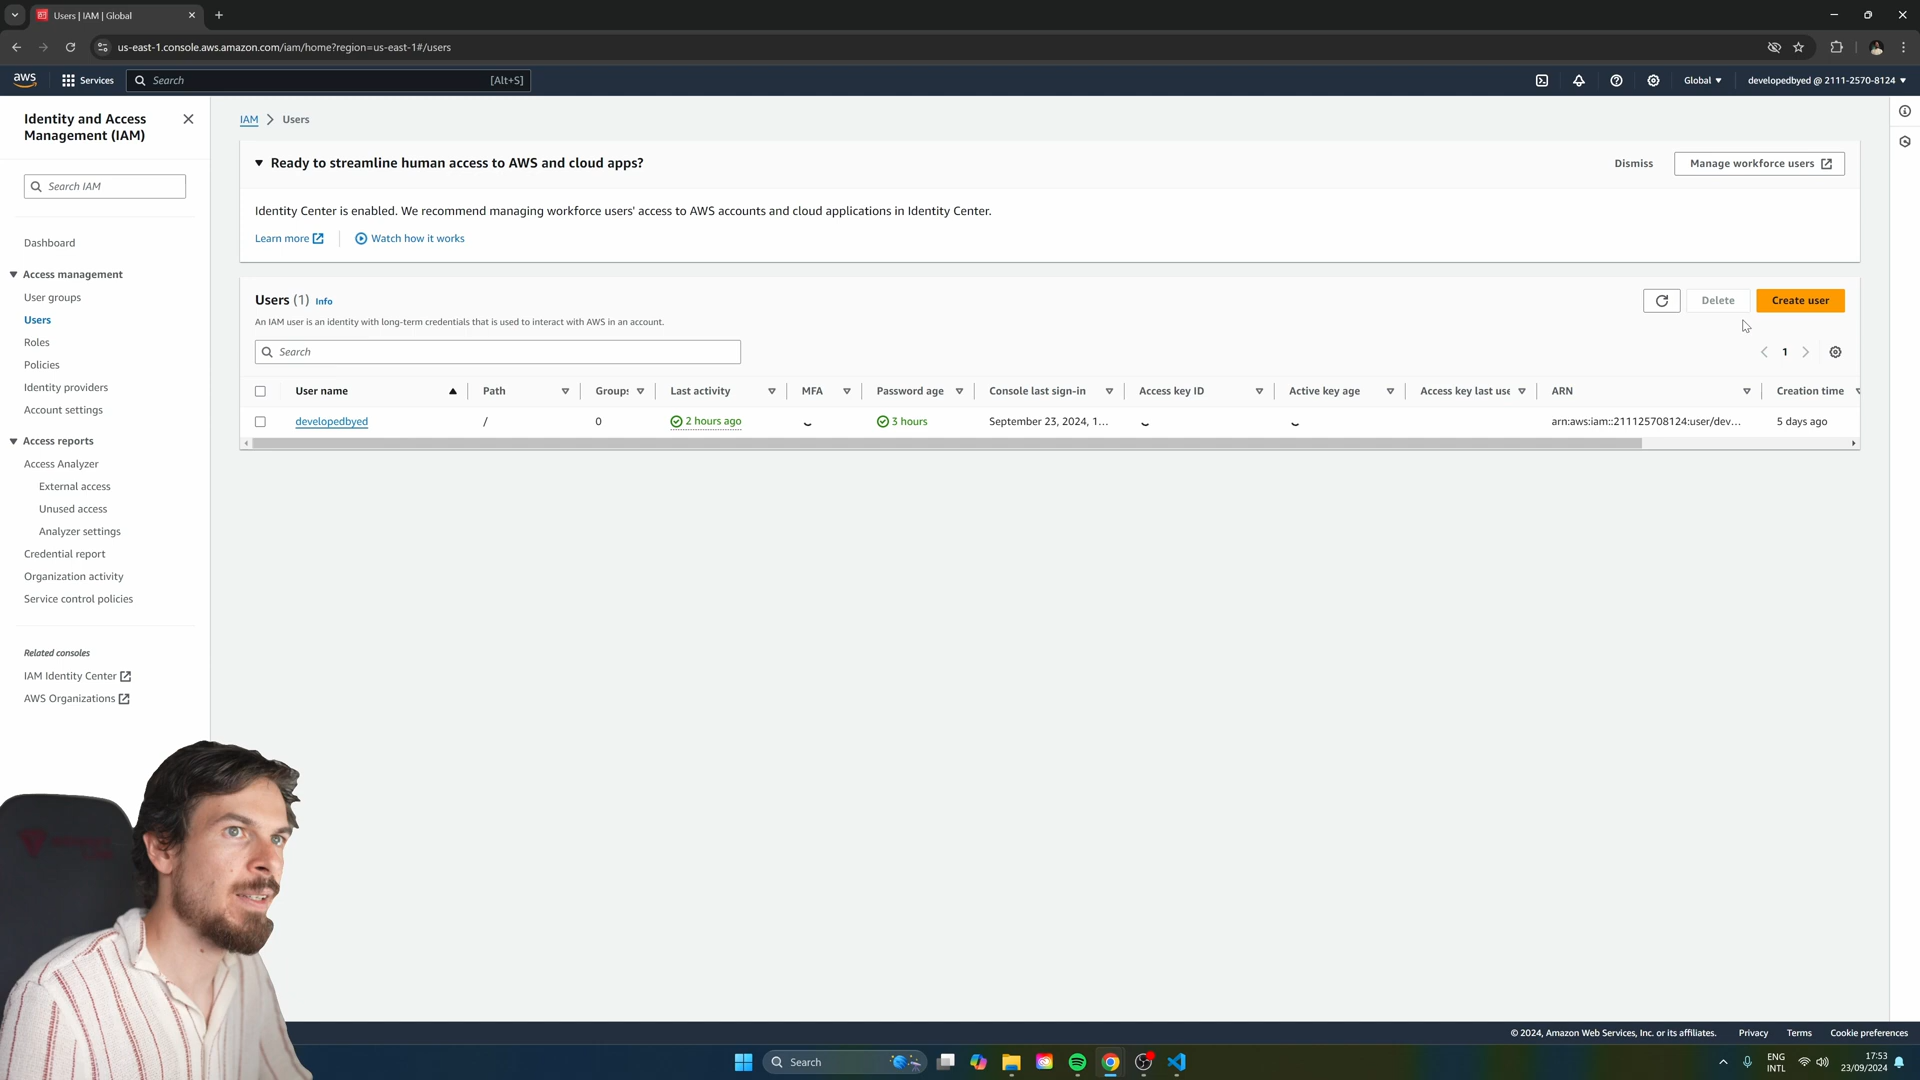 Users | IAM | Global
us-east-1.console.aws.amazon.com/iam/home?region=us-east-1#/users
aws
Services
Search
[Alt+S]
Global
developedbyed @ 2111-2570-8124
Identity and Access
Management (IAM)
Search IAM
Dashboard
Access management
User groups
Users
Roles
Policies
Identity providers
Account settings
Access reports
Access Analyzer
External access
Unused access
Analyzer settings
Credential report
Organization activity
Service control policies
Related consoles
IAM Identity Center
AWS Organizations
IAM > Users
Ready to streamline human access to AWS and cloud apps?
Dismiss
Manage workforce users
Identity Center is enabled. We recommend managing workforce users' access to AWS accounts and cloud applications in Identity Center.
Learn more
Watch how it works
Users (1) Info
Delete
Create user
An IAM user is an identity with long-term credentials that is used to interact with AWS in an account.
Search
1
User name Path Groups Last activity MFA Password age Console last sign-in Access key ID Active key age Access key last use ARN Creation time
developedbyed / 0 2 hours ago 3 hours September 23, 2024, 1... arn:aws:iam::211125708124:user/dev... 5 days ago
© 2024, Amazon Web Services, Inc. or its affiliates. Privacy Terms Cookie preferences
Search
ENG
INTL
17:53
23/09/2024